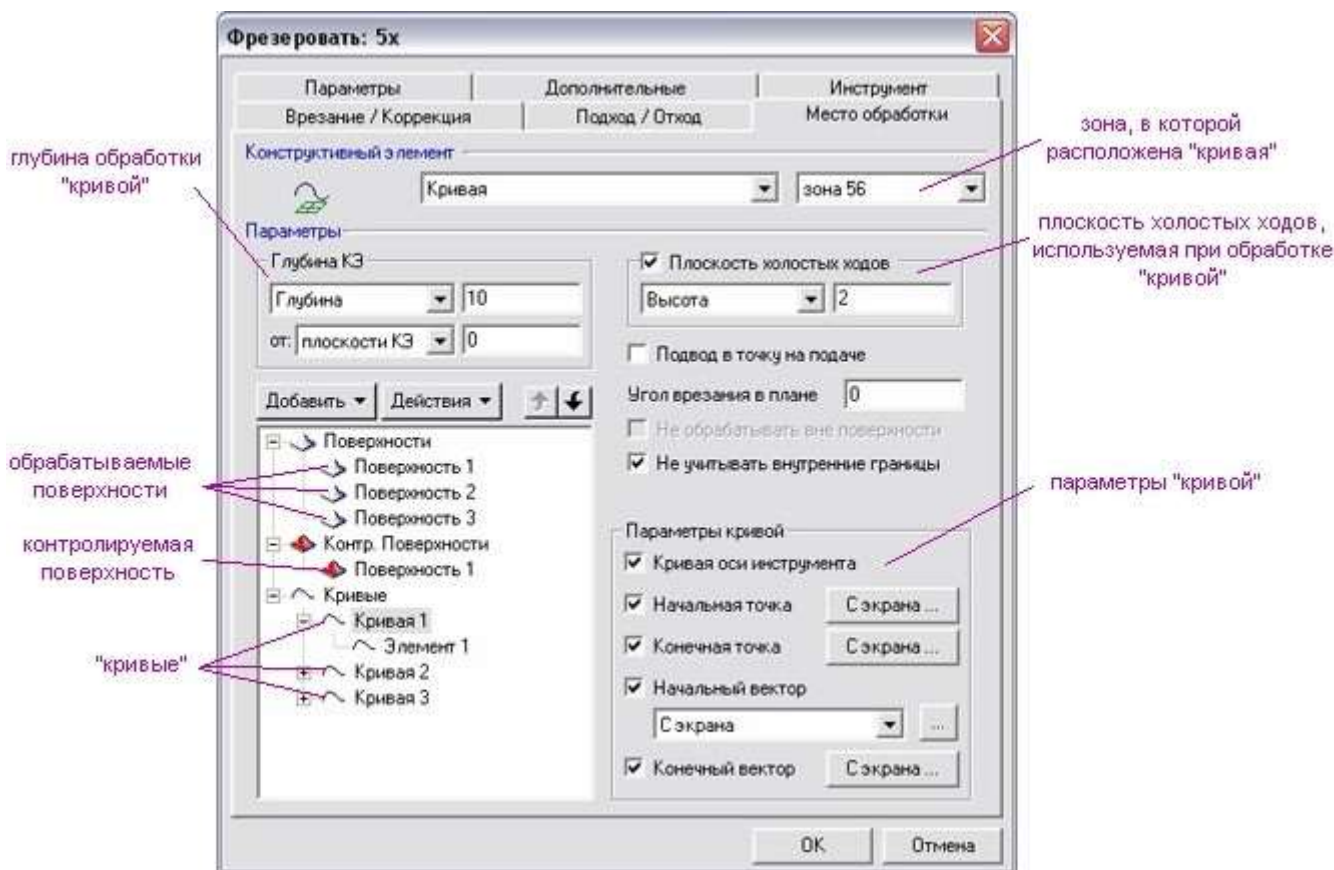 Фрезеровать: 5x
Параметры
Дополнительные
Инструмент
Врезание / Коррекция
Подход / Отход
Место обработки
глубина обработки
"кривой"
зона, в которой
расположена "кривая"
Конструктивный элемент
Кривая
зона 56
Параметры
плоскость холостых ходов,
используемая при обработке
"кривой"
Глубина КЭ
Глубина
10
от:
плоскости КЭ
0
Плоскость холостых ходов
Высота
2
Подвод в точку на подаче
Угол врезания в плане
0
Не обрабатывать вне поверхности
Не учитывать внутренние границы
Добавить
Действия
обрабатываемые
поверхности
Поверхности
Поверхность 1
Поверхность 2
Поверхность 3
контролируемая
поверхность
Контр. Поверхности
Поверхность 1
"кривые"
Кривые
Кривая 1
Элемент 1
Кривая 2
Кривая 3
параметры "кривой"
Параметры кривой
Кривая оси инструмента
Начальная точка
С экрана ...
Конечная точка
С экрана ...
Начальный вектор
С экрана
...
Конечный вектор
С экрана ...
OK
Отмена